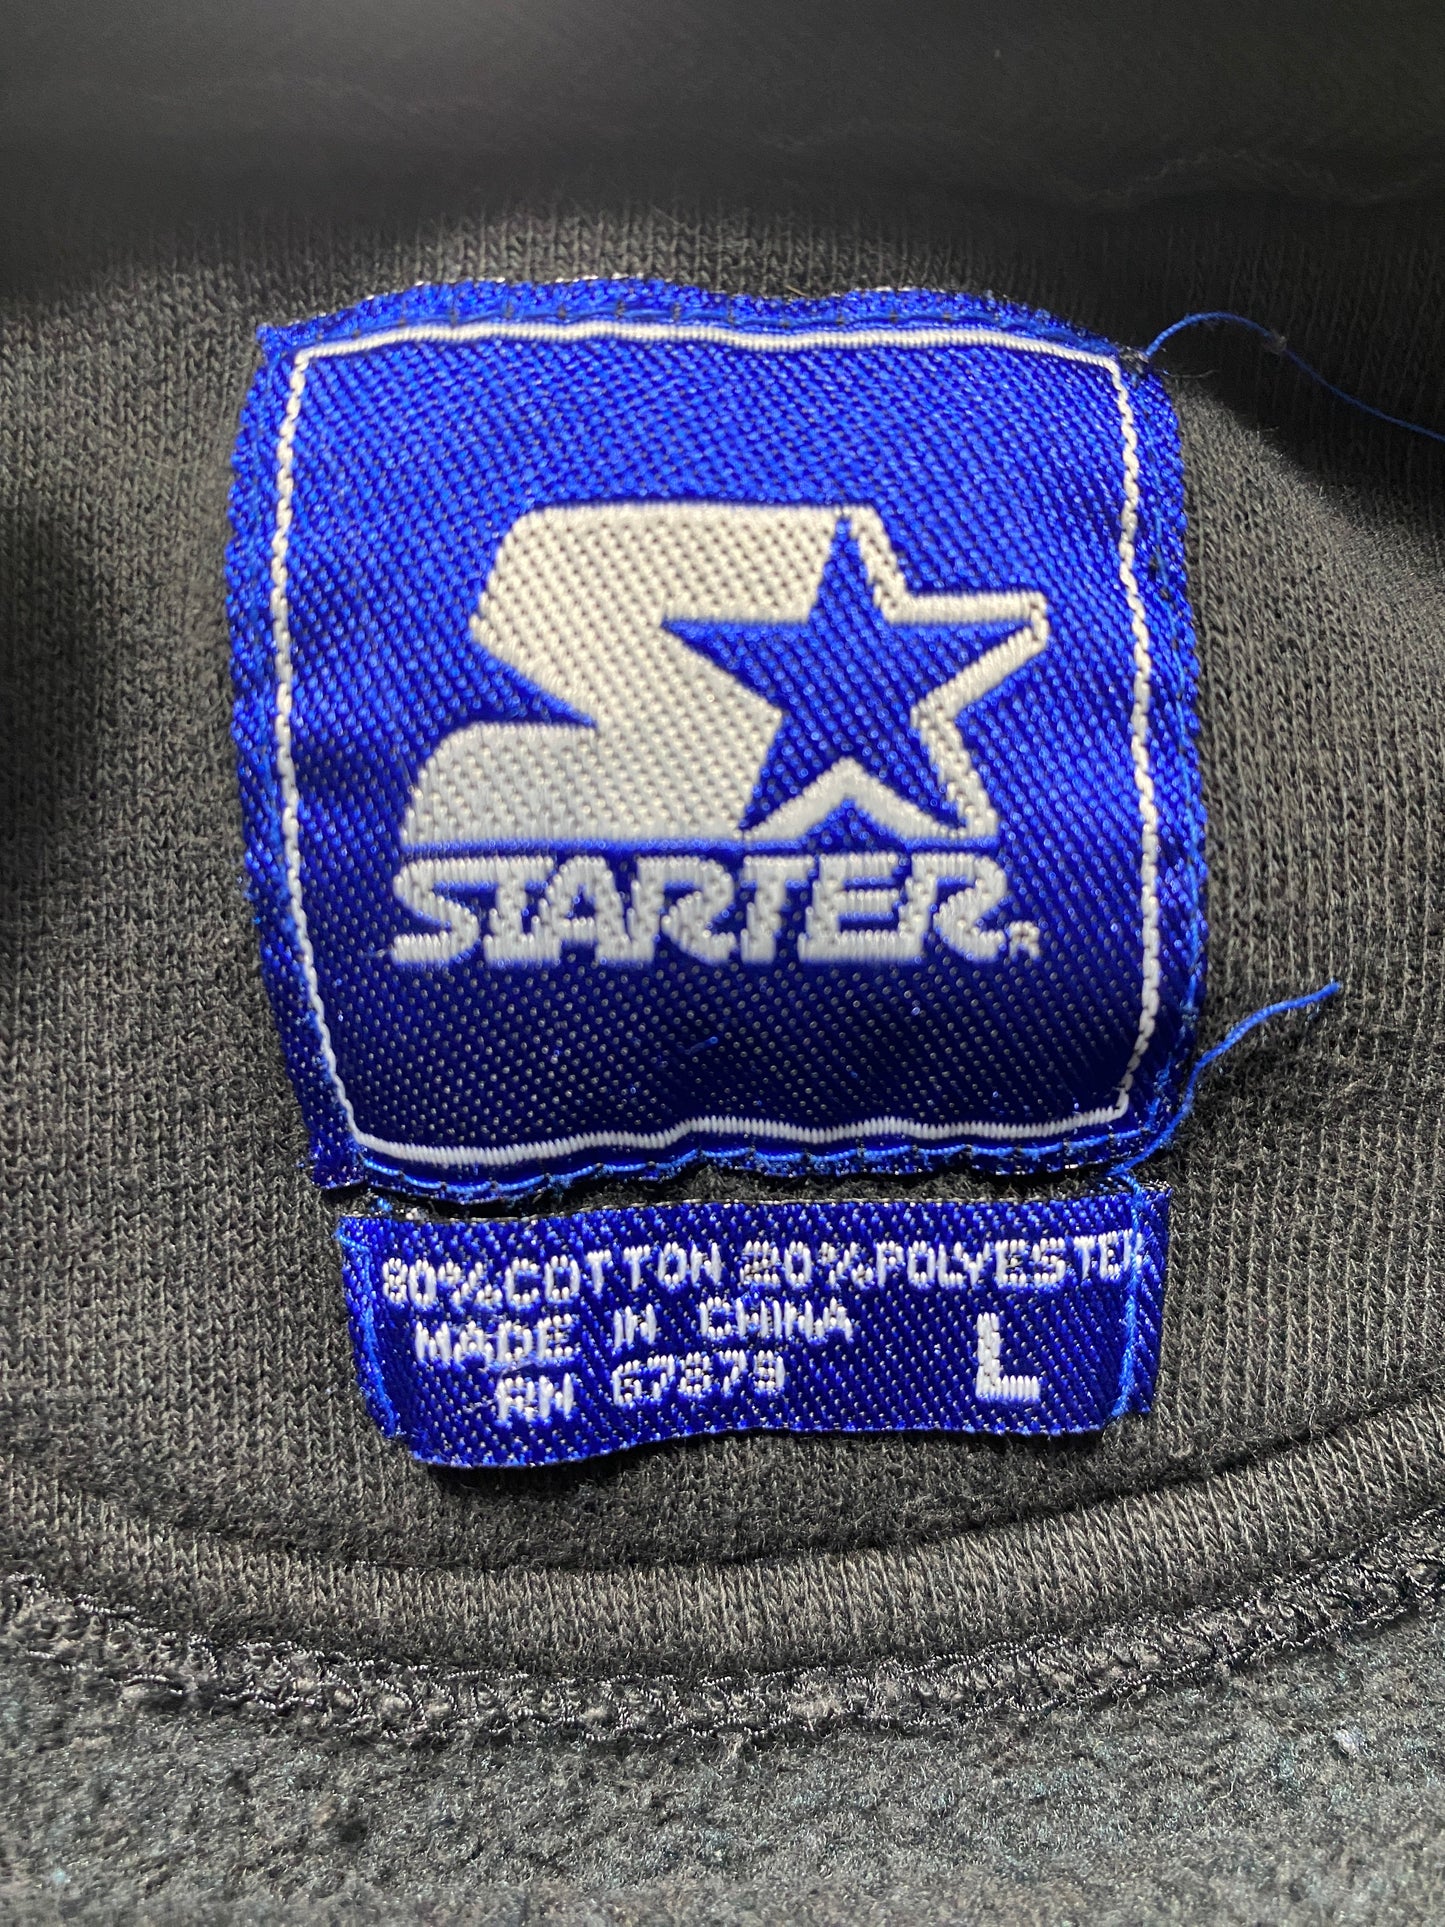 STARTER®
80% COTTON 20% POLYESTER
MADE IN CHINA
RN 67879
L